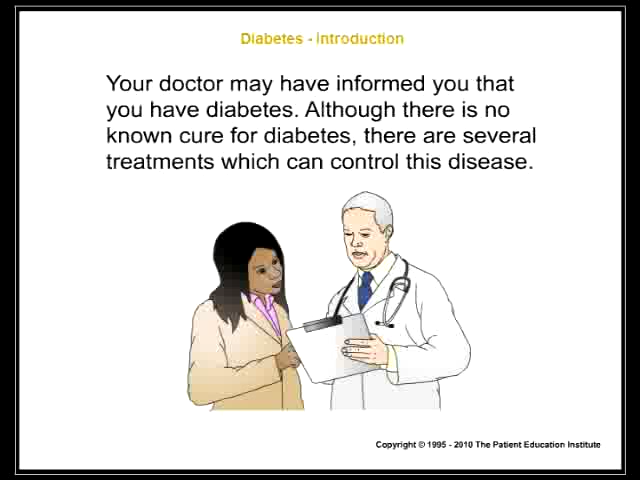 Diabetes - Introduction
Your doctor may have informed you that
you have diabetes. Although there is no
known cure for diabetes, there are several
treatments which can control this disease.
Copyright © 1995 - 2010 The Patient Education Institute